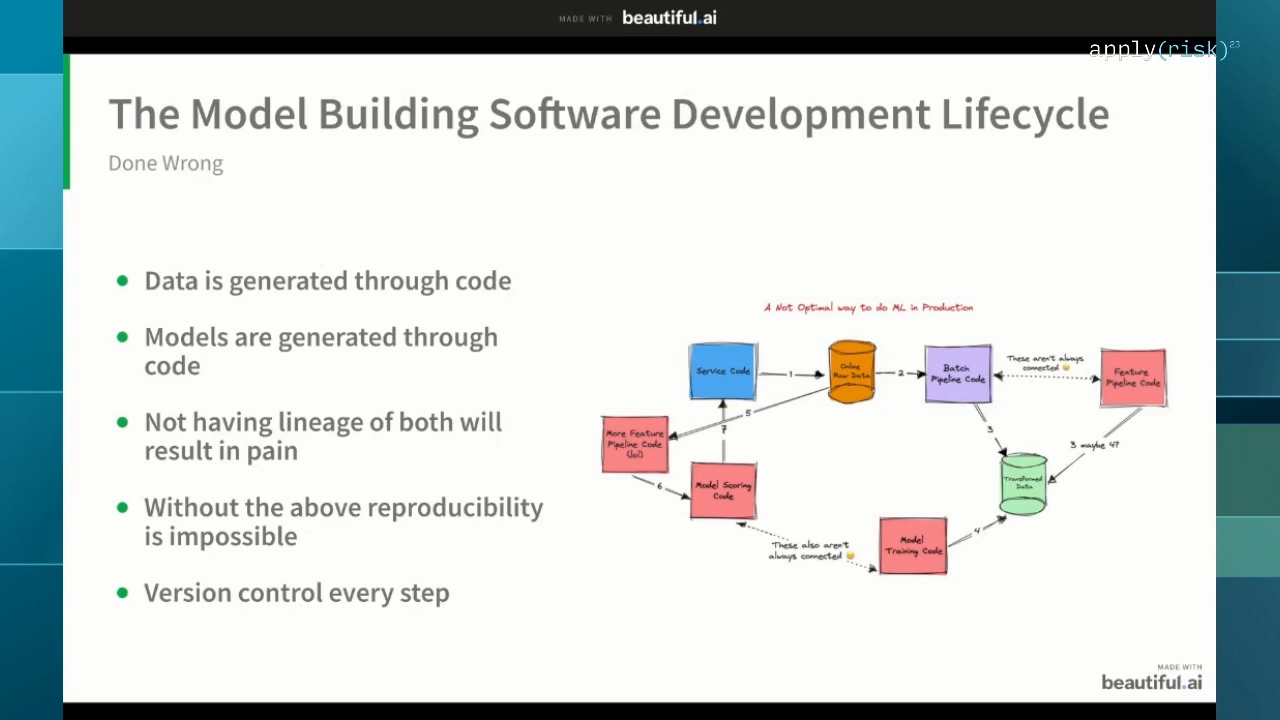 MADE WITH beautiful.ai
apply(risk)23
The Model Building Software Development Lifecycle
Done Wrong
Data is generated through code
Models are generated through
code
Not having lineage of both will
result in pain
Without the above reproducibility
is impossible
Version control every step
A Not Optimal way to do ML in Production
Service Code
1
Online
Raw Data
2
Batch
Pipeline Code
These aren't always
connected
Feature
Pipeline Code
5
7
3
3 maybe 4?
More Feature
Pipeline Code
(lol)
6
Model Scoring
Code
Transformed
Data
These also aren't
always connected
Model
Training Code
4
MADE WITH
beautiful.ai